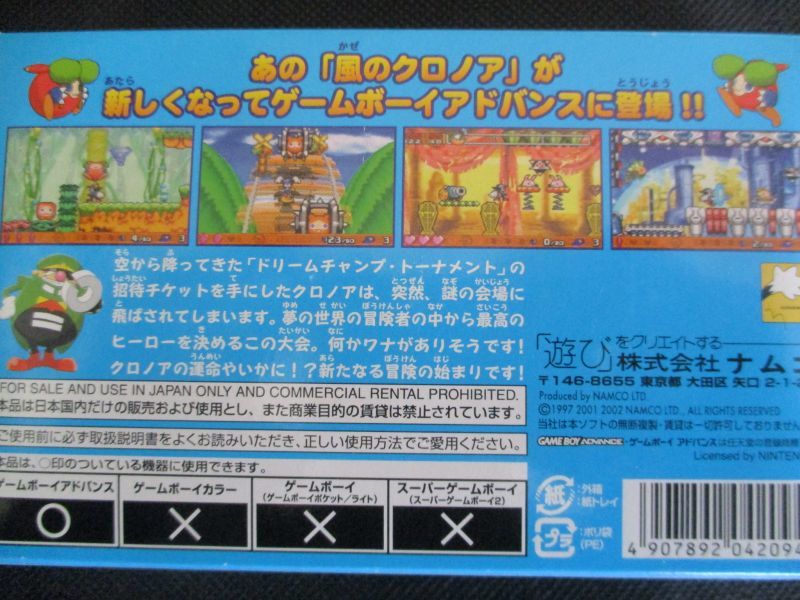 あの「風のクロノア」が
新しくなってゲームボーイアドバンスに登場!!
空から降ってきた「ドリームチャンプ・トーナメント」の
招待チケットを手にしたクロノアは、突然、謎の会場に
飛ばされてしまいます。夢の世界の冒険者の中から最高の
ヒーローを決めるこの大会。何かワナがありそうです!
クロノアの運命やいかに!?新たなる冒険の始まりです!
「遊び」をクリエイトする
株式会社 ナムコ
〒146-8655 東京都 大田区 矢口 2-1-
Produced by NAMCO LTD.
©1997 2001 2002 NAMCO LTD., ALL RIGHTS RESERVED
当社は本ソフトの無断複製・賃貸は一切許可しておりません
GAME BOY ADVANCE・ゲームボーイ アドバンスは任天堂の登録商標
Licensed by NINTEN
FOR SALE AND USE IN JAPAN ONLY AND COMMERCIAL RENTAL PROHIBITED.
本品は日本国内だけの販売および使用とし、また商業目的の賃貸は禁止されています。
ご使用前に必ず取扱説明書をよくお読みいただき、正しい使用方法でご愛用ください。
本品は、○印のついている機器に使用できます。
ゲームボーイアドバンス
ゲームボーイカラー
ゲームボーイ
(ゲームボーイポケット/ライト)
スーパーゲームボーイ
(スーパーゲームボーイ2)
○ × × ×
紙
:外箱
:紙トレイ
プラ
:ポリ袋
(PE)
4 907892 04209